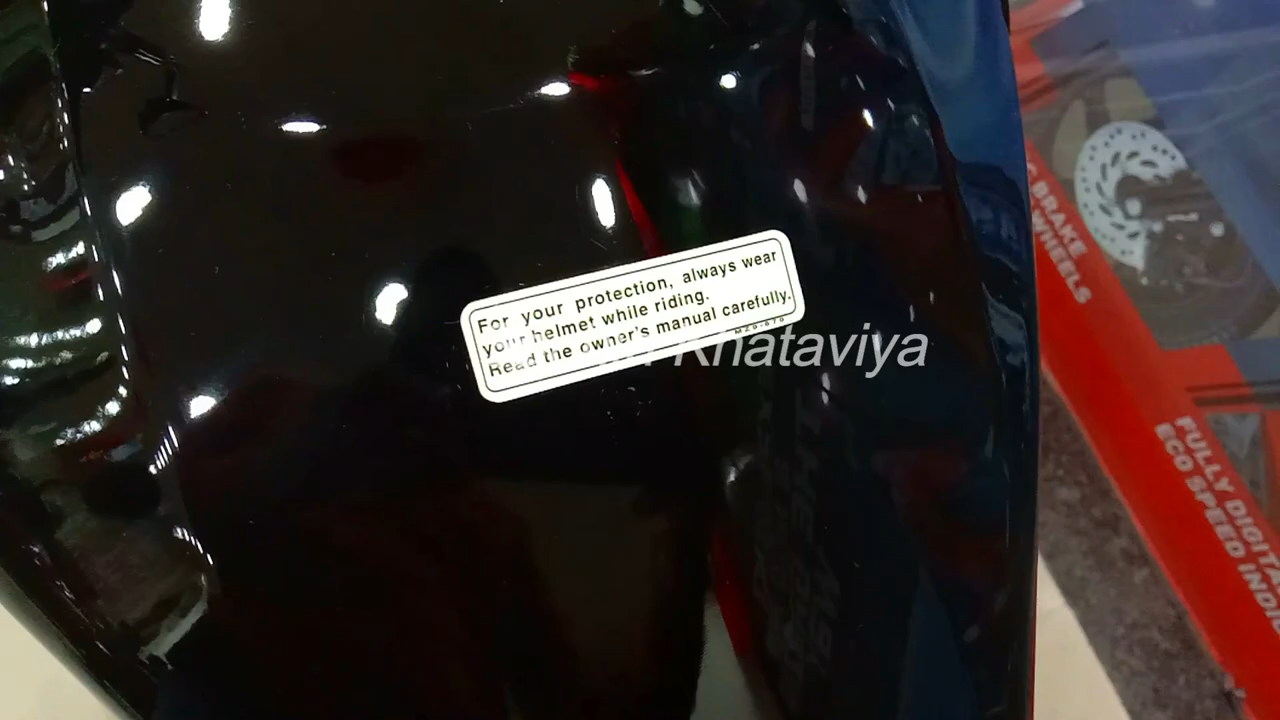 For your protection, always wear
your helmet while riding.
Read the owner's manual carefully.
Khataviya
BRAKE
WHEELS
FULLY DIGITA
ECO SPEED INDI